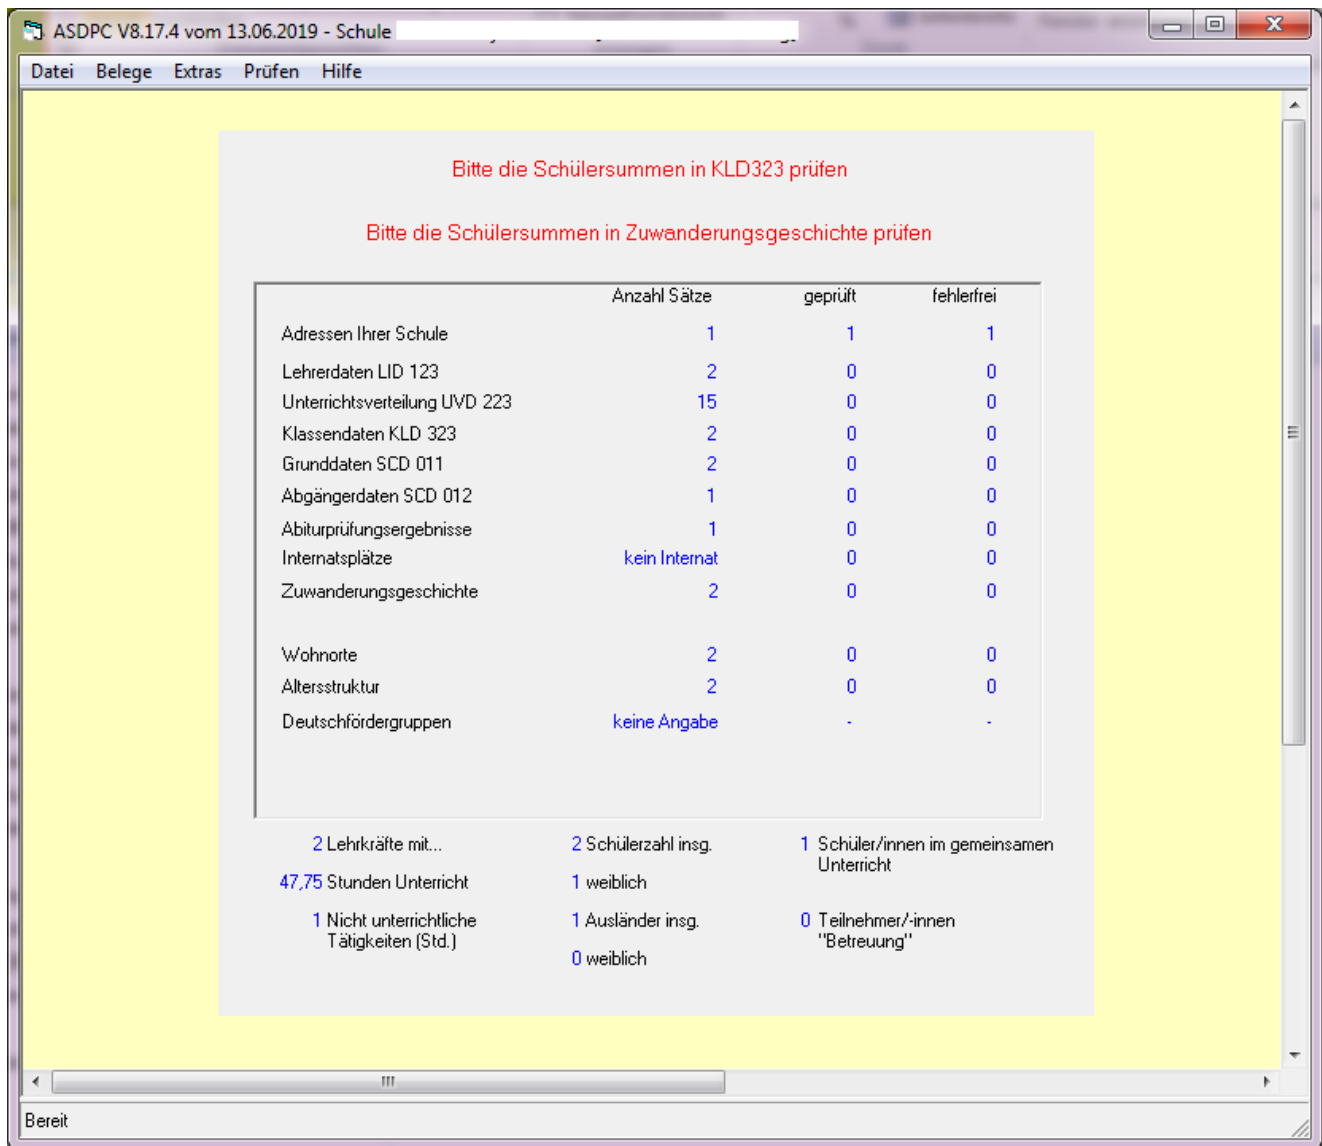 ASDPC V8.17.4 vom 13.06.2019 - Schule
Datei Belege Extras Prüfen Hilfe
Bitte die Schülersummen in KLD323 prüfen
Bitte die Schülersummen in Zuwanderungsgeschichte prüfen
Anzahl Sätze geprüft fehlerfrei
Adressen Ihrer Schule 1 1 1
Lehrerdaten LID 123 2 0 0
Unterrichtsverteilung UVD 223 15 0 0
Klassendaten KLD 323 2 0 0
Grunddaten SCD 011 2 0 0
Abgängerdaten SCD 012 1 0 0
Abiturprüfungsergebnisse 1 0 0
Internatsplätze kein Internat 0 0
Zuwanderungsgeschichte 2 0 0
Wohnorte 2 0 0
Altersstruktur 2 0 0
Deutschfördergruppen keine Angabe - -
2 Lehrkräfte mit... 2 Schülerzahl insg. 1 Schüler/innen im gemeinsamen
Unterricht
47,75 Stunden Unterricht 1 weiblich
1 Nicht unterrichtliche 1 Ausländer insg. 0 Teilnehmer/-innen
Tätigkeiten (Std.) "Betreuung"
0 weiblich
Bereit